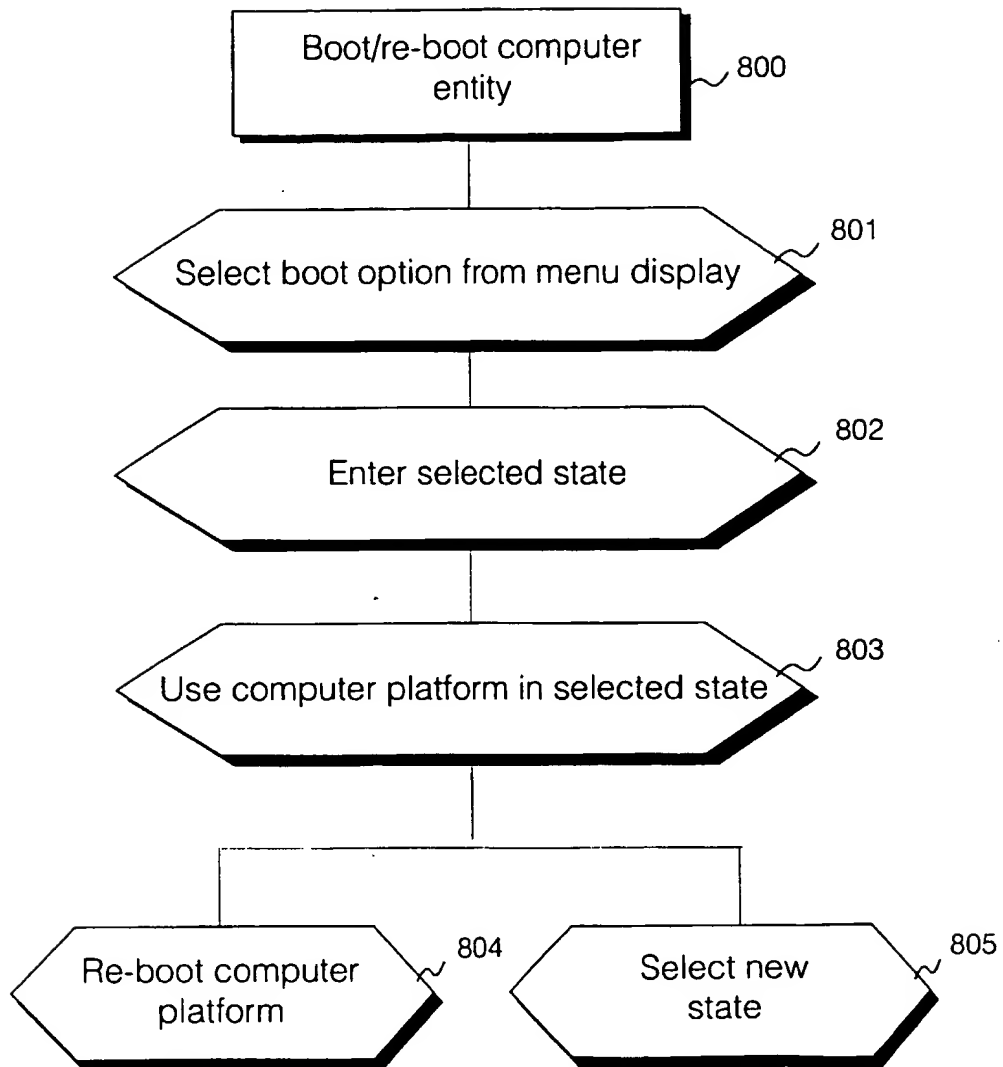 Boot/re-boot computer
entity
800
Select boot option from menu display
801
Enter selected state
802
Use computer platform in selected state
803
Re-boot computer
platform
804
Select new
state
805